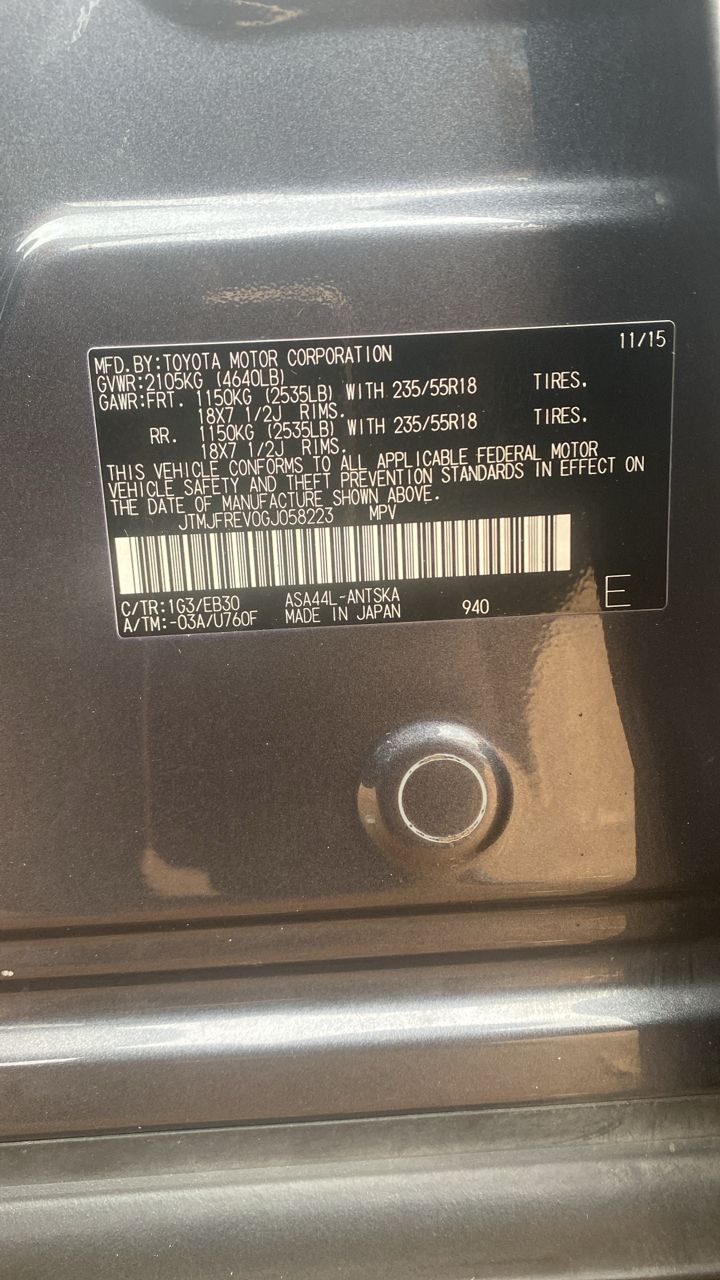 11/15
MFD.BY:TOYOTA MOTOR CORPORATION
GVWR:2105KG (4640LB)
GAWR:FRT. 1150KG (2535LB) WITH 235/55R18 TIRES.
18X7 1/2J RIMS.
RR. 1150KG (2535LB) WITH 235/55R18 TIRES.
18X7 1/2J RIMS.
THIS VEHICLE CONFORMS TO ALL APPLICABLE FEDERAL MOTOR
VEHICLE SAFETY AND THEFT PREVENTION STANDARDS IN EFFECT ON
THE DATE OF MANUFACTURE SHOWN ABOVE.
JTMJFREV0GJ058223 MPV
C/TR:1G3/EB30 ASA44L-ANTSKA
A/TM:-03A/U760F MADE IN JAPAN 940 E